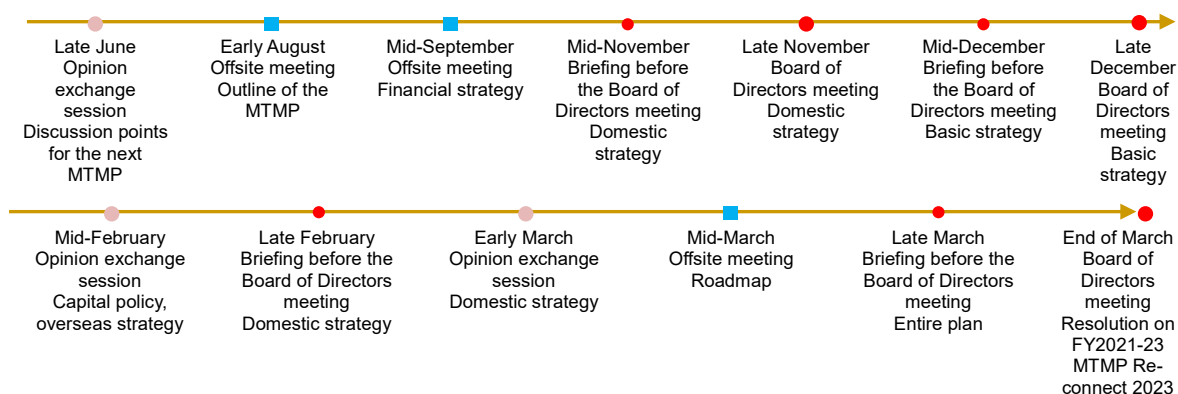 Late June
Opinion
exchange
session
Discussion points
for the next
MTMP
Early August
Offsite meeting
Outline of the
MTMP
Mid-September
Offsite meeting
Financial strategy
Mid-November
Briefing before
the Board of
Directors meeting
Domestic
strategy
Late November
Board of
Directors meeting
Domestic
strategy
Mid-December
Briefing before
the Board of
Directors meeting
Basic strategy
Late
December
Board of
Directors
meeting
Basic
strategy
Mid-February
Opinion exchange
session
Capital policy,
overseas strategy
Late February
Briefing before the
Board of Directors
meeting
Domestic strategy
Early March
Opinion exchange
session
Domestic strategy
Mid-March
Offsite meeting
Roadmap
Late March
Briefing before the
Board of Directors
meeting
Entire plan
End of March
Board of
Directors
meeting
Resolution on
FY2021-23
MTMP Re-
connect 2023